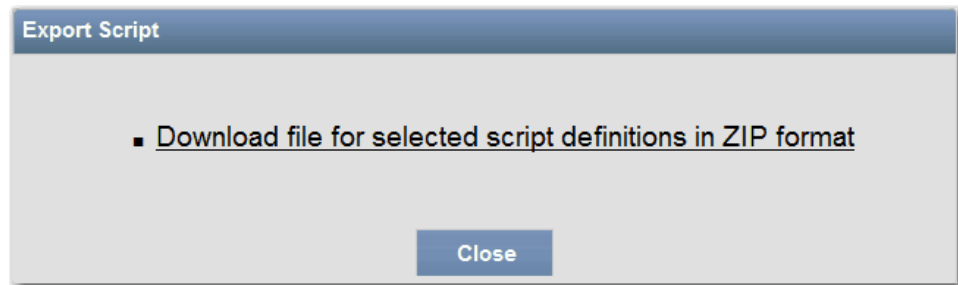 Export Script
▪ Download file for selected script definitions in ZIP format
Close